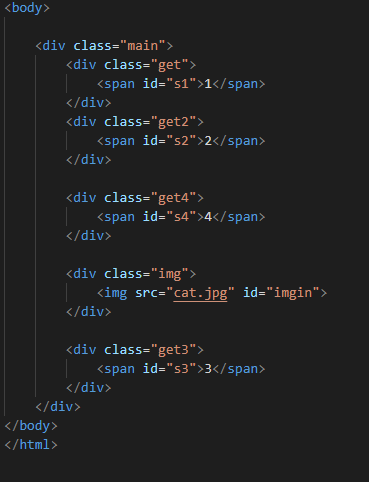 <body>
<div class="main">
<div class="get">
<span id="s1">1</span>
</div>
<div class="get2">
<span id="s2">2</span>
</div>
<div class="get4">
<span id="s4">4</span>
</div>
<div class="img">
<img src="cat.jpg" id="imgin">
</div>
<div class="get3">
<span id="s3">3</span>
</div>
</div>
</body>
</html>